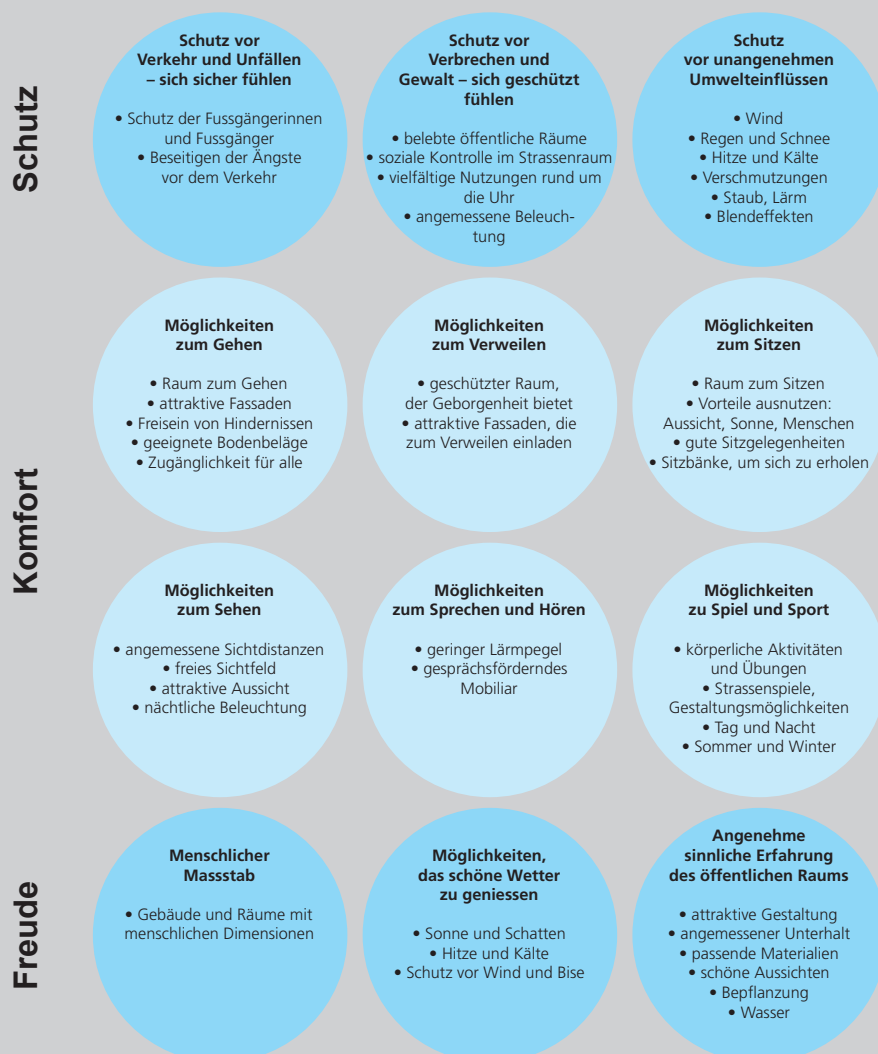 Schutz
Schutz vor
Verkehr und Unfällen
– sich sicher fühlen
• Schutz der Fussgängerinnen
und Fussgänger
• Beseitigen der Ängste
vor dem Verkehr
Schutz vor
Verbrechen und
Gewalt – sich geschützt
fühlen
• belebte öffentliche Räume
• soziale Kontrolle im Strassenraum
• vielfältige Nutzungen rund um
die Uhr
• angemessene Beleuch-
tung
Schutz
vor unangenehmen
Umwelteinflüssen
• Wind
• Regen und Schnee
• Hitze und Kälte
• Verschmutzungen
• Staub, Lärm
• Blendeffekten
Komfort
Möglichkeiten
zum Gehen
• Raum zum Gehen
• attraktive Fassaden
• Freisein von Hindernissen
• geeignete Bodenbeläge
• Zugänglichkeit für alle
Möglichkeiten
zum Verweilen
• geschützter Raum,
der Geborgenheit bietet
• attraktive Fassaden, die
zum Verweilen einladen
Möglichkeiten
zum Sitzen
• Raum zum Sitzen
• Vorteile ausnutzen:
Aussicht, Sonne, Menschen
• gute Sitzgelegenheiten
• Sitzbänke, um sich zu erholen
Möglichkeiten
zum Sehen
• angemessene Sichtdistanzen
• freies Sichtfeld
• attraktive Aussicht
• nächtliche Beleuchtung
Möglichkeiten
zum Sprechen und Hören
• geringer Lärmpegel
• gesprächsförderndes
Mobiliar
Möglichkeiten
zu Spiel und Sport
• körperliche Aktivitäten
und Übungen
• Strassenspiele,
Gestaltungsmöglichkeiten
• Tag und Nacht
• Sommer und Winter
Freude
Menschlicher
Massstab
• Gebäude und Räume mit
menschlichen Dimensionen
Möglichkeiten,
das schöne Wetter
zu geniessen
• Sonne und Schatten
• Hitze und Kälte
• Schutz vor Wind und Bise
Angenehme
sinnliche Erfahrung
des öffentlichen Raums
• attraktive Gestaltung
• angemessener Unterhalt
• passende Materialien
• schöne Aussichten
• Bepflanzung
• Wasser